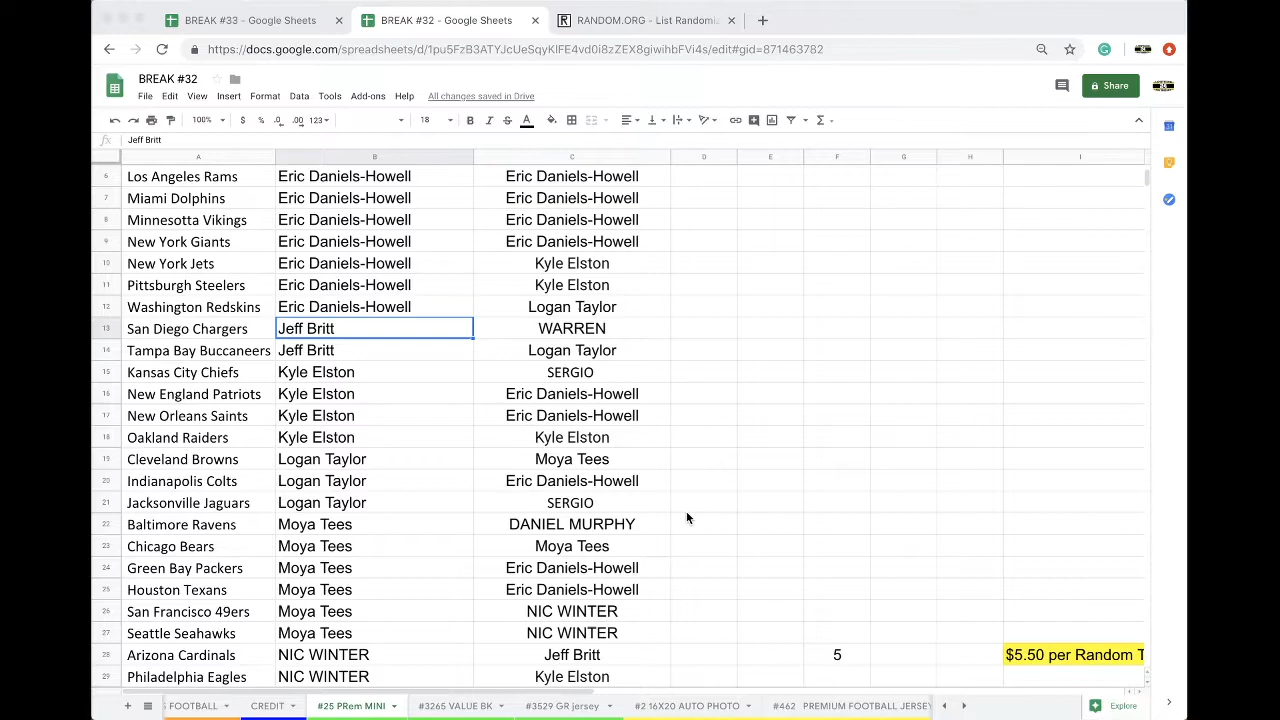 BREAK #33 - Google Sheets
BREAK #32 - Google Sheets
RANDOM.ORG - List Randomi
https://docs.google.com/spreadsheets/d/1pu5FzB3ATYJcUeSqyKlFE4vd0i8zZEX8giwihbFVi4s/edit#gid=871463782
BREAK #32
File Edit View Insert Format Data Tools Add-ons Help All changes saved in Drive
Share
100% $ % .0 .00 123 18 B I S A
fx Jeff Britt
A B C D E F G H I
6 Los Angeles Rams Eric Daniels-Howell Eric Daniels-Howell
7 Miami Dolphins Eric Daniels-Howell Eric Daniels-Howell
8 Minnesotta Vikings Eric Daniels-Howell Eric Daniels-Howell
9 New York Giants Eric Daniels-Howell Eric Daniels-Howell
10 New York Jets Eric Daniels-Howell Kyle Elston
11 Pittsburgh Steelers Eric Daniels-Howell Kyle Elston
12 Washington Redskins Eric Daniels-Howell Logan Taylor
13 San Diego Chargers Jeff Britt WARREN
14 Tampa Bay Buccaneers Jeff Britt Logan Taylor
15 Kansas City Chiefs Kyle Elston SERGIO
16 New England Patriots Kyle Elston Eric Daniels-Howell
17 New Orleans Saints Kyle Elston Eric Daniels-Howell
18 Oakland Raiders Kyle Elston Kyle Elston
19 Cleveland Browns Logan Taylor Moya Tees
20 Indianapolis Colts Logan Taylor Eric Daniels-Howell
21 Jacksonville Jaguars Logan Taylor SERGIO
22 Baltimore Ravens Moya Tees DANIEL MURPHY
23 Chicago Bears Moya Tees Moya Tees
24 Green Bay Packers Moya Tees Eric Daniels-Howell
25 Houston Texans Moya Tees Eric Daniels-Howell
26 San Francisco 49ers Moya Tees NIC WINTER
27 Seattle Seahawks Moya Tees NIC WINTER
28 Arizona Cardinals NIC WINTER Jeff Britt 5 $5.50 per Random T
29 Philadelphia Eagles NIC WINTER Kyle Elston
FOOTBALL CREDIT #25 PRem MINI #3265 VALUE BK #3529 GR jersey #2 16X20 AUTO PHOTO #462 PREMIUM FOOTBALL JERSEY Explore